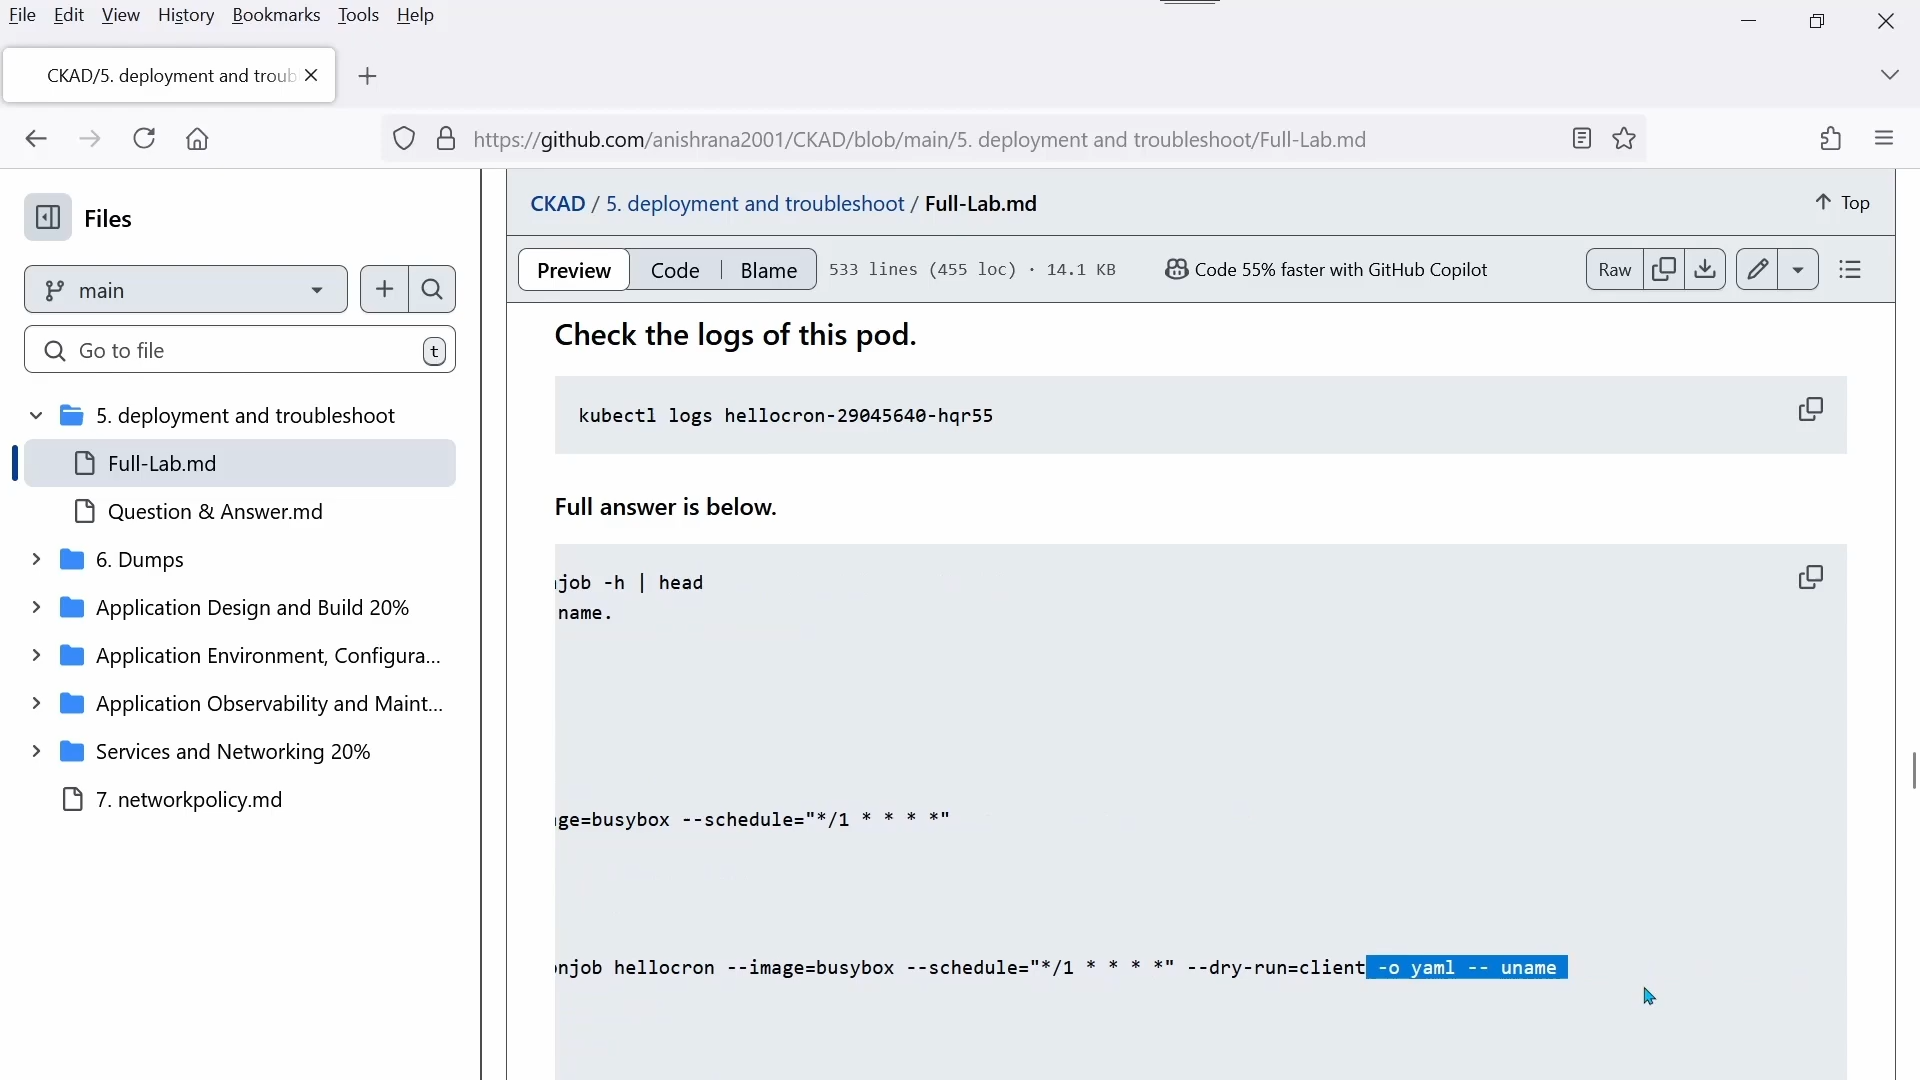 File Edit View History Bookmarks Tools Help
CKAD/5. deployment and troub
https://github.com/anishrana2001/CKAD/blob/main/5. deployment and troubleshoot/Full-Lab.md
Files
main
Go to file t
5. deployment and troubleshoot
Full-Lab.md
Question & Answer.md
6. Dumps
Application Design and Build 20%
Application Environment, Configura...
Application Observability and Maint...
Services and Networking 20%
7. networkpolicy.md
CKAD / 5. deployment and troubleshoot / Full-Lab.md
Top
Preview Code Blame 533 lines (455 loc) · 14.1 KB Code 55% faster with GitHub Copilot Raw
Check the logs of this pod.
kubectl logs hellocron-29045640-hqr55
Full answer is below.
job -h | head
name.
ge=busybox --schedule="*/1 * * * *"
njob hellocron --image=busybox --schedule="*/1 * * * *" --dry-run=client -o yaml -- uname